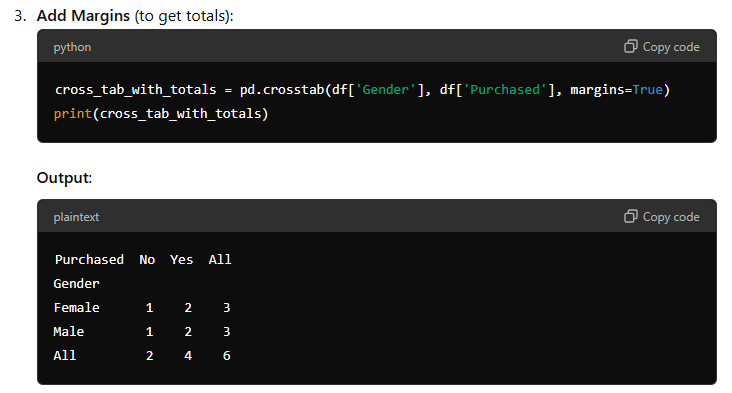 3. Add Margins (to get totals):
python Copy code
cross_tab_with_totals = pd.crosstab(df['Gender'], df['Purchased'], margins=True)
print(cross_tab_with_totals)
Output:
plaintext Copy code
Purchased  No  Yes  All
Gender
Female      1    2    3
Male        1    2    3
All         2    4    6